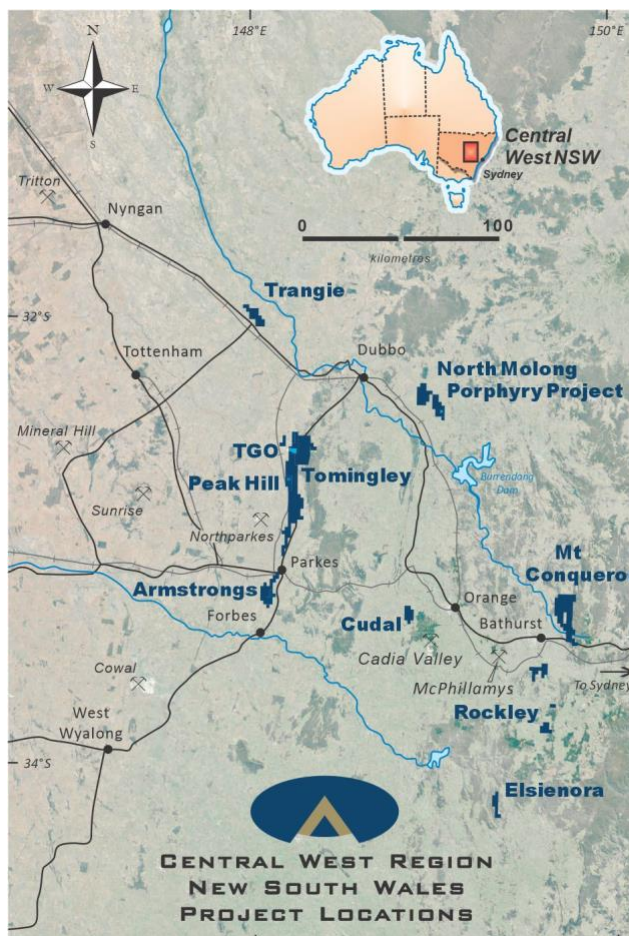 148°E
150°E
N
W
E
S
Central
West NSW
Sydney
Tritton
Nyngan
0
100
kilometres
Trangie
32°S
Tottenham
Dubbo
North Molong
Porphyry Project
Mineral Hill
TGO
Tomingley
Peak Hill
Burrendong
Dam
Sunrise
Northparkes
Mt
Conquero
Parkes
Armstrongs
Orange
Forbes
Cudal
Bathurst
Cadia Valley
McPhillamys
To Sydney
Cowal
Rockley
West
Wyalong
34°S
Elsienora
Central West Region
New South Wales
Project Locations